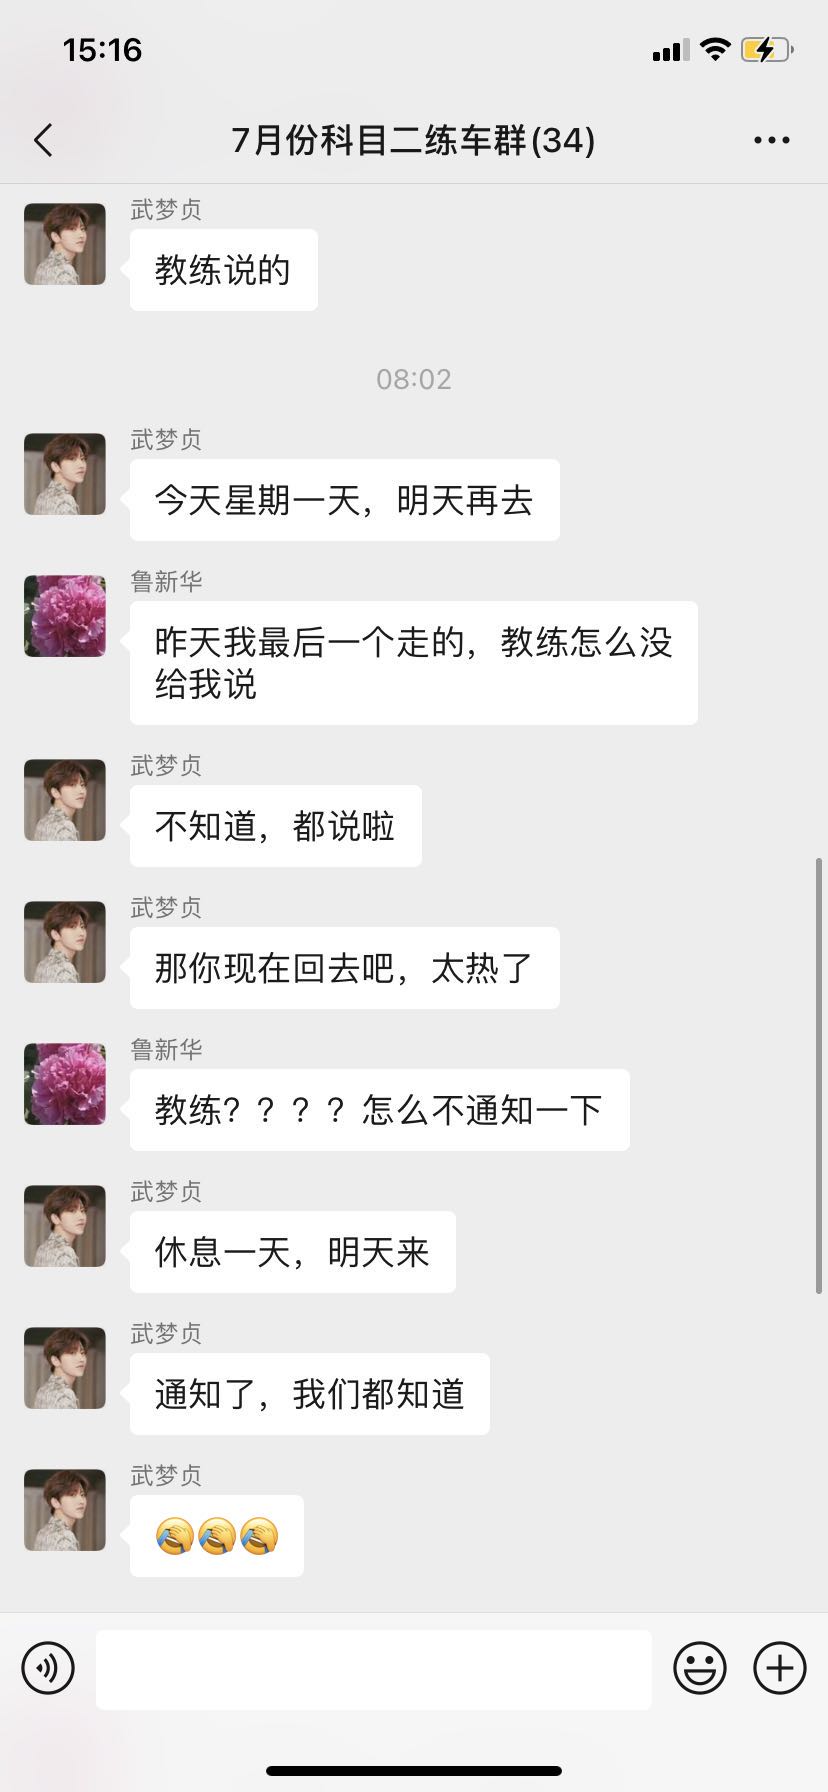 15:16
7月份科目二练车群(34)
武梦贞
教练说的
08:02
武梦贞
今天星期一天，明天再去
鲁新华
昨天我最后一个走的，教练怎么没
给我说
武梦贞
不知道，都说啦
武梦贞
那你现在回去吧，太热了
鲁新华
教练？？？？怎么不通知一下
武梦贞
休息一天，明天来
武梦贞
通知了，我们都知道
武梦贞